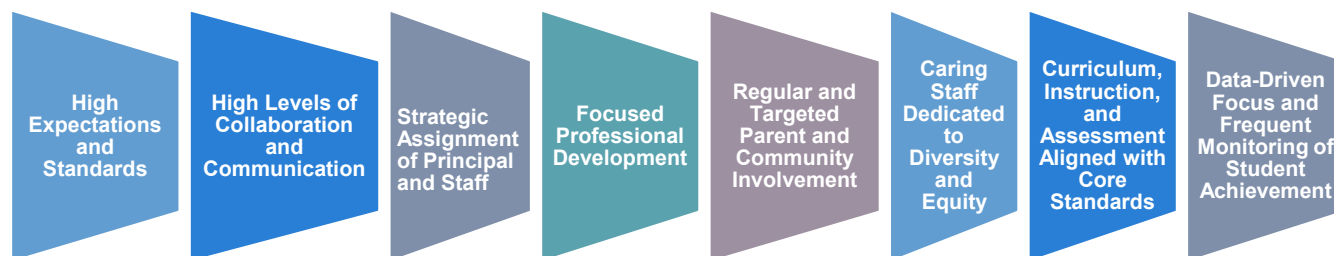 High
Expectations
and
Standards
High Levels of
Collaboration
and
Communication
Strategic
Assignment
of Principal
and Staff
Focused
Professional
Development
Regular and
Targeted
Parent and
Community
Involvement
Caring
Staff
Dedicated
to
Diversity
and
Equity
Curriculum,
Instruction,
and
Assessment
Aligned with
Core
Standards
Data-Driven
Focus and
Frequent
Monitoring of
Student
Achievement